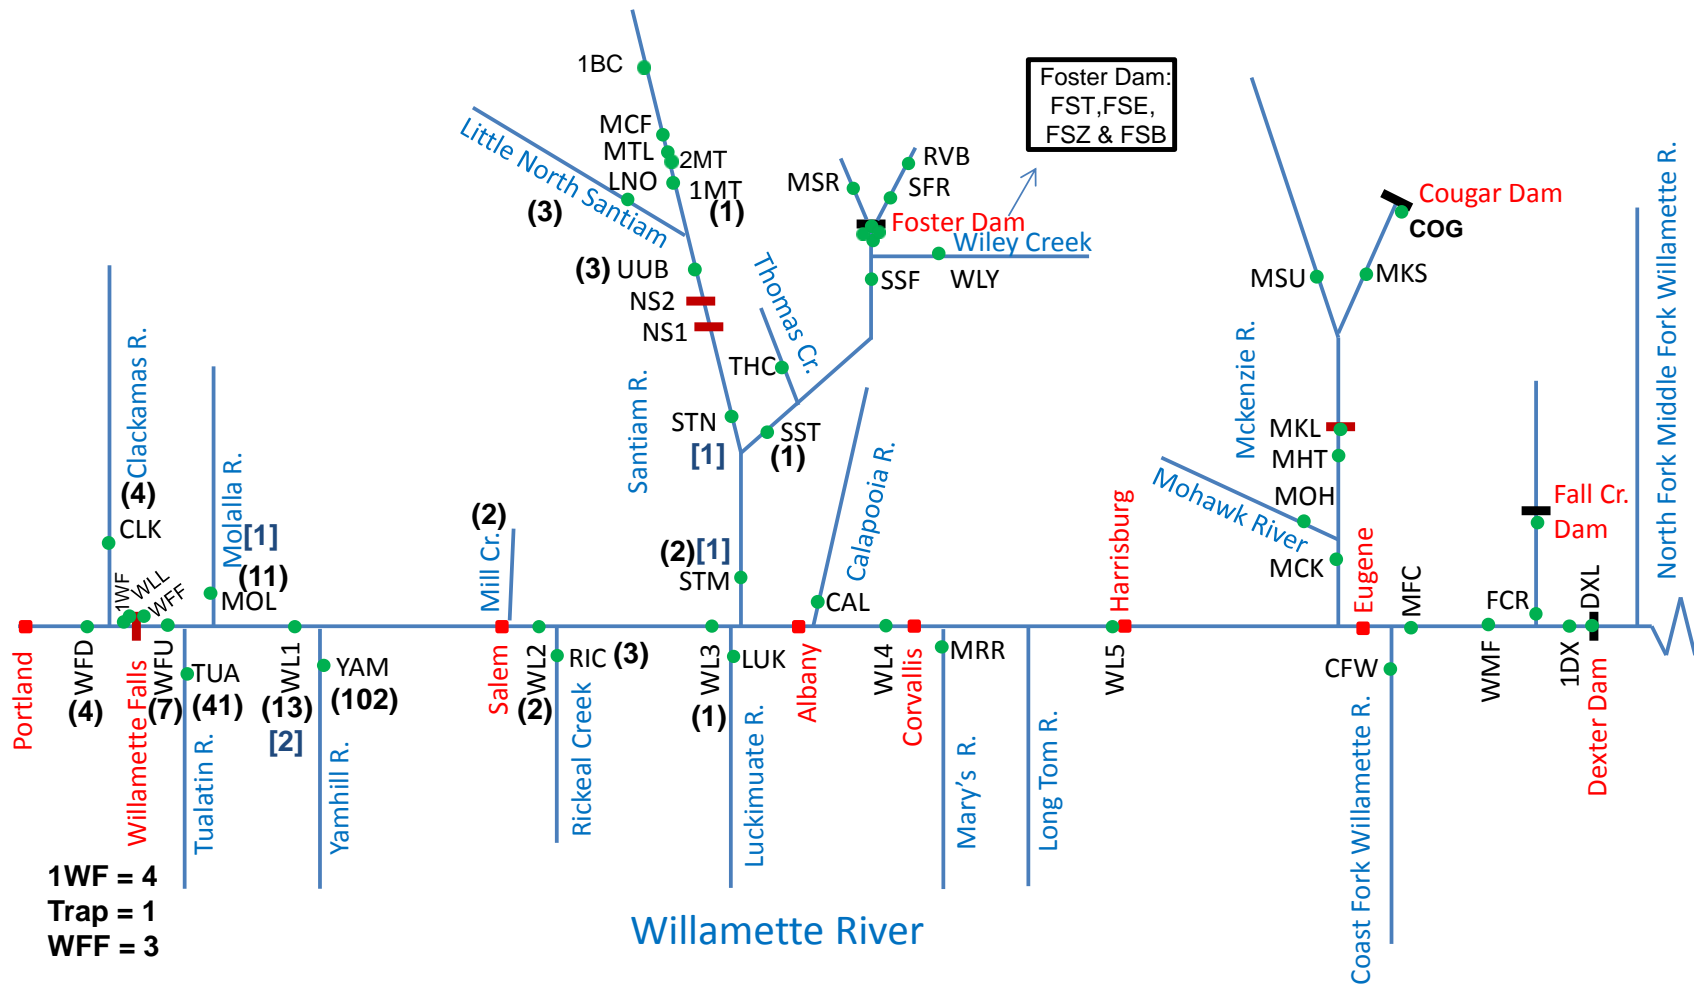 1BC
MCF
MTL
2MT
LNO
1MT
(1)
Little North Santiam
(3)
(3) UUB
NS2
NS1
Foster Dam:
FST,FSE,
FSZ & FSB
MSR
RVB
SFR
Foster Dam
Wiley Creek
WLY
SSF
Thomas Cr.
THC
Santiam R.
STN
[1]
SST
(1)
(2)[1]
STM
Calapooia R.
CAL
Cougar Dam
COG
MSU
MKS
Mckenzie R.
MKL
MHT
MOH
Mohawk River
MCK
Fall Cr.
Dam
FCR
North Fork Middle Fork Willamette R.
Clackamas R.
(4)
CLK
Molalla R.
[1]
(11)
MOL
1WF
WLL
WFF
Mill Cr.
(2)
Harrisburg
Eugene
MFC
DXL
Portland
WFD
(4)
Willamette Falls
WFU
(7)
TUA
(41)
Tualatin R.
WL1
(13)
[2]
YAM
(102)
Yamhill R.
Salem
WL2
(2)
RIC (3)
Rickeal Creek
WL3
(1)
LUK
Luckimuate R.
Albany
WL4
Corvallis
MRR
Mary's R.
Long Tom R.
WL5
CFW
Coast Fork Willamette R.
WMF
1DX
Dexter Dam
1WF = 4
Trap = 1
WFF = 3
Willamette River